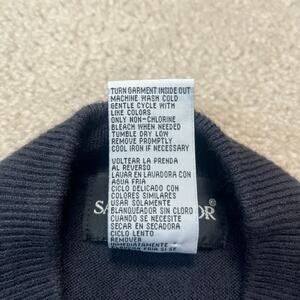 TURN GARMENT INSIDE OUT
MACHINE WASH COLD
GENTLE CYCLE WITH
LIKE COLORS
ONLY NON-CHLORINE
BLEACH WHEN NEEDED
TUMBLE DRY LOW
REMOVE PROMPTLY
COOL IRON IF NECESSARY
VOLTEAR LA PRENDA
AL REVERSO
LAVAR EN LAVADORA CON
AGUA FRIA
CICLO DELICADO CON
COLORES SIMILARES
USAR SOLAMENTE
BLANQUEADOR SIN CLORO
CUANDO SE NECESITE
SECAR EN SECADORA
CICLO LENTO
REMOVER
INMEDIATAMENTE
SI SE